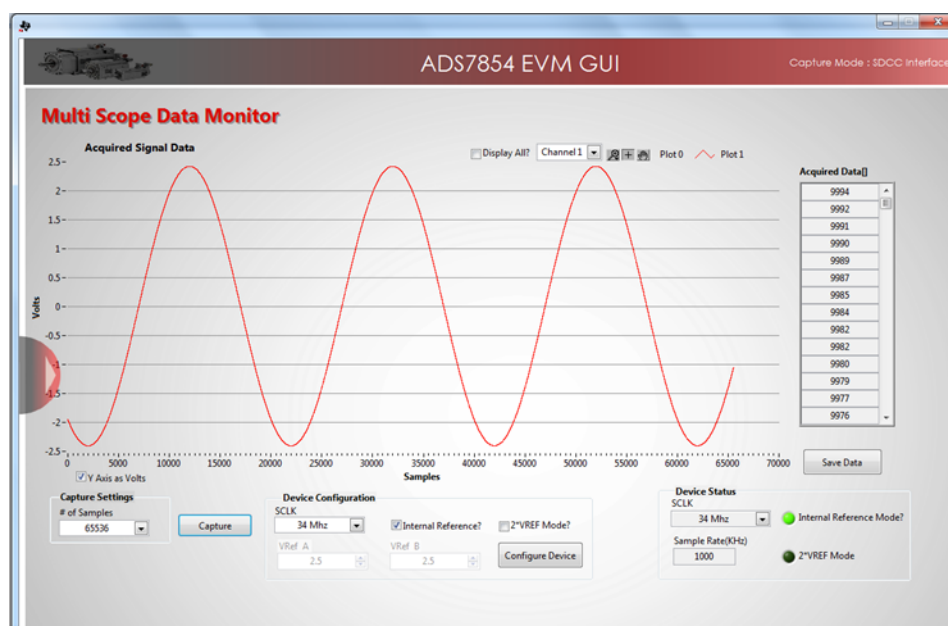 ADS7854 EVM GUI
Capture Mode : SDCC Interface
Multi Scope Data Monitor
Acquired Signal Data
Display All?
Channel 1
Plot 0
Plot 1
Acquired Data[]
2.5
2
1.5
1
0.5
0
-0.5
-1
-1.5
-2
-2.5
Volts
0 5000 10000 15000 20000 25000 30000 35000 40000 45000 50000 55000 60000 65000 70000
Samples
Y Axis as Volts
9994
9992
9991
9990
9989
9987
9985
9984
9982
9982
9980
9979
9977
9976
Save Data
Capture Settings
# of Samples
65536
Capture
Device Configuration
SCLK
34 Mhz
Internal Reference?
2*VREF Mode?
VRef A
VRef B
2.5
2.5
Configure Device
Device Status
SCLK
34 Mhz
Internal Reference Mode?
Sample Rate(KHz)
1000
2*VREF Mode